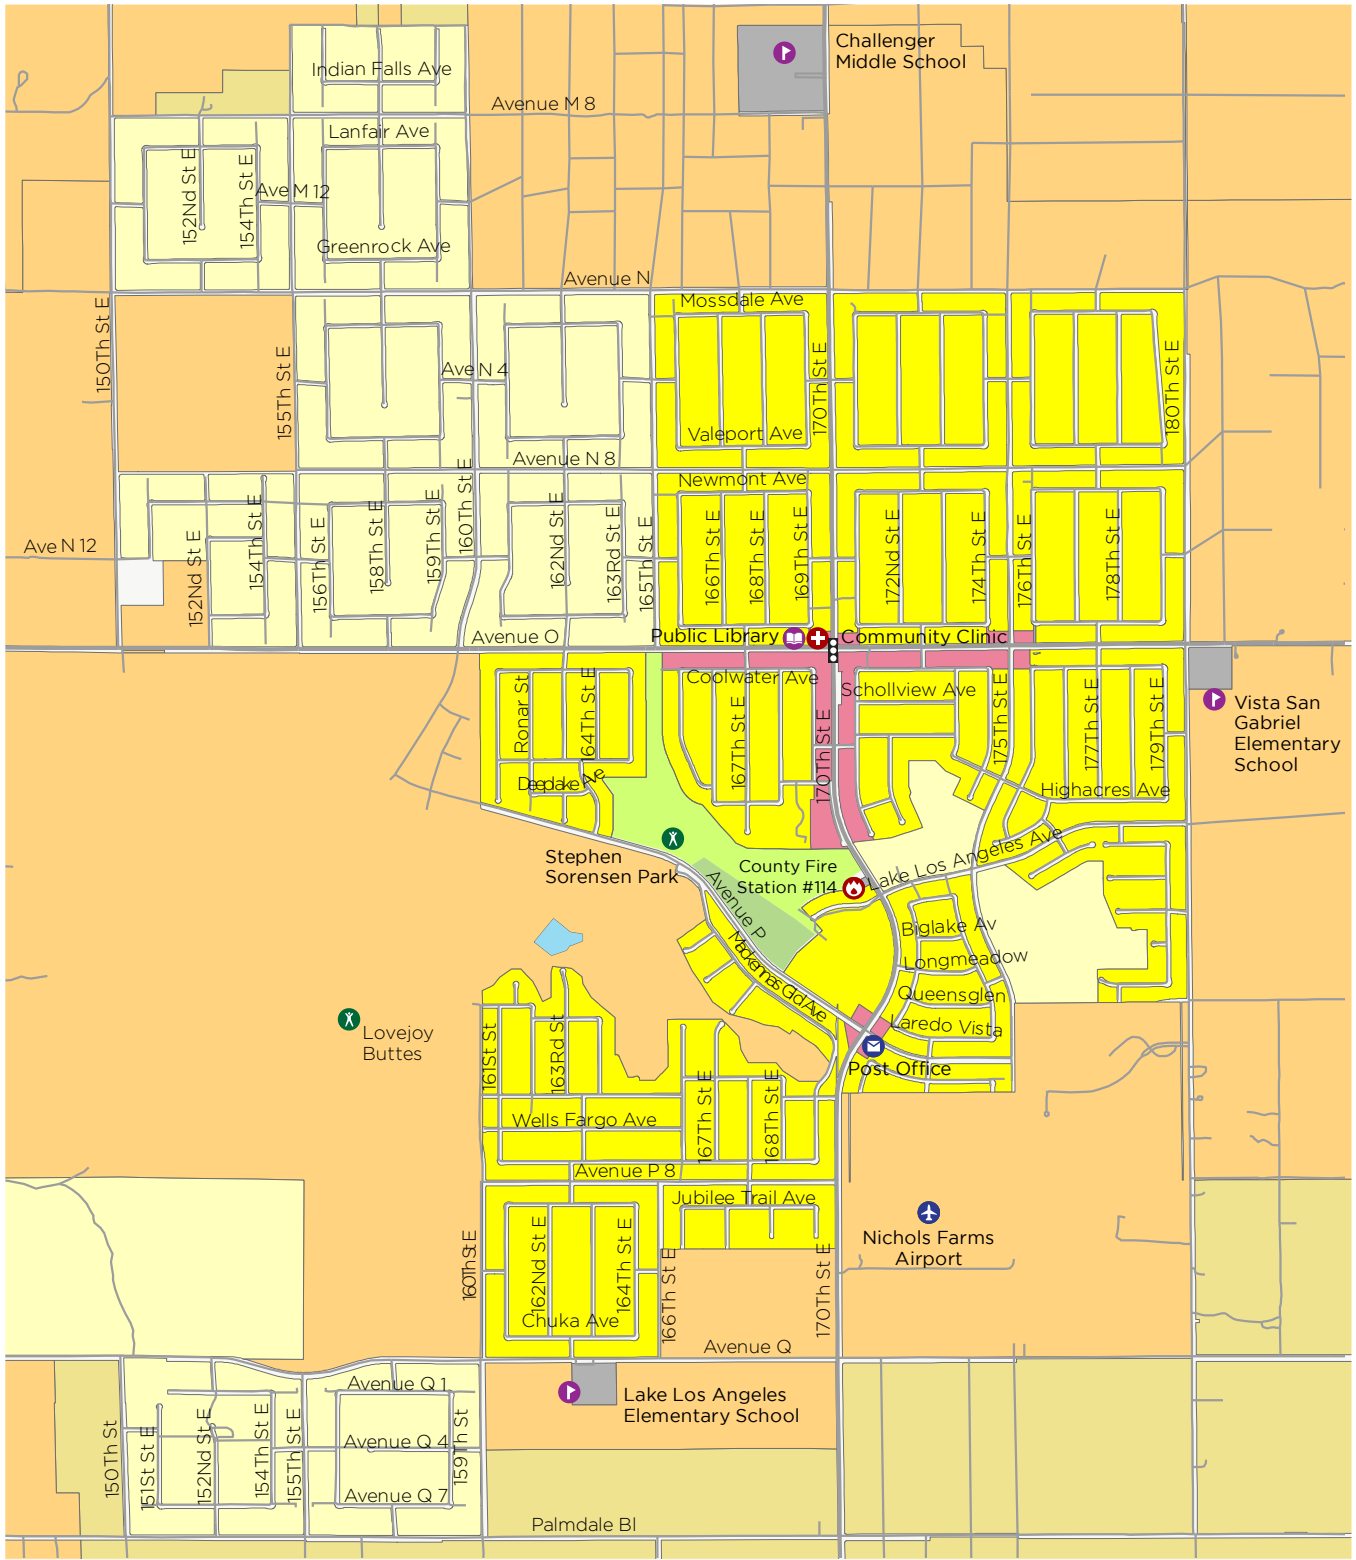 Challenger
Middle School
Indian Falls Ave
Avenue M 8
Lanfair Ave
152Nd St E
154Th St E
Ave M 12
Greenrock Ave
Avenue N
Mossdale Ave
150Th St E
155Th St E
Ave N 4
170Th St E
180Th St E
Valeport Ave
Avenue N 8
Newmont Ave
Ave N 12
152Nd St E
154Th St E
156Th St E
158Th St E
159Th St E
160Th St E
162Nd St E
163Rd St E
165Th St E
166Th St E
168Th St E
169Th St E
172Nd St E
174Th St E
176Th St E
178Th St E
Avenue O
Public Library
Community Clinic
Coolwater Ave
Schollview Ave
Ronar St
164Th St E
167Th St E
170Th St E
175Th St E
177Th St E
179Th St E
Vista San
Gabriel
Elementary
School
Deeplake Ave
Highacres Ave
Stephen
Sorensen Park
County Fire
Station #114
Lake Los Angeles Ave
Avenue P
Mackennas Gld Ave
Biglake Av
Longmeadow
Queensglen
Laredo Vista
Post Office
Lovejoy
Buttes
161St St
163Rd St
167Th St E
168Th St E
Wells Fargo Ave
Avenue P 8
Jubilee Trail Ave
Nichols Farms
Airport
160Th St E
162Nd St E
164Th St E
166Th St E
170Th St E
Chuka Ave
Avenue Q
Lake Los Angeles
Elementary School
Avenue Q 1
Avenue Q 4
Avenue Q 7
150Th St
151St St E
152Nd St E
154Th St E
155Th St E
159Th St
Palmdale Bl